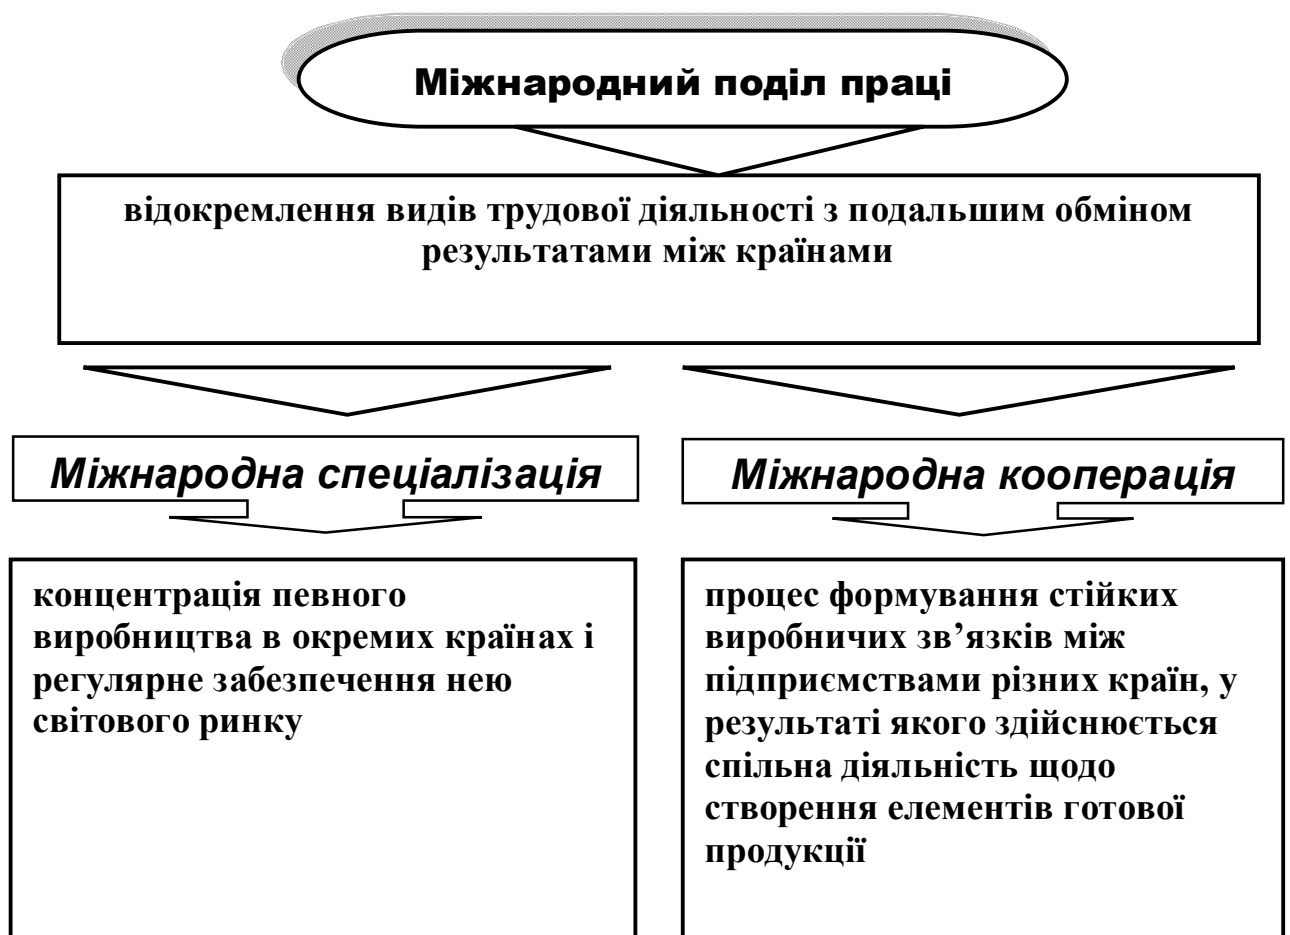 Міжнародний поділ праці
відокремлення видів трудової діяльності з подальшим обміном
результатами між країнами
Міжнародна спеціалізація
концентрація певного
виробництва в окремих країнах і
регулярне забезпечення нею
світового ринку
Міжнародна кооперація
процес формування стійких
виробничих зв’язків між
підприємствами різних країн, у
результаті якого здійснюється
спільна діяльність щодо
створення елементів готової
продукції